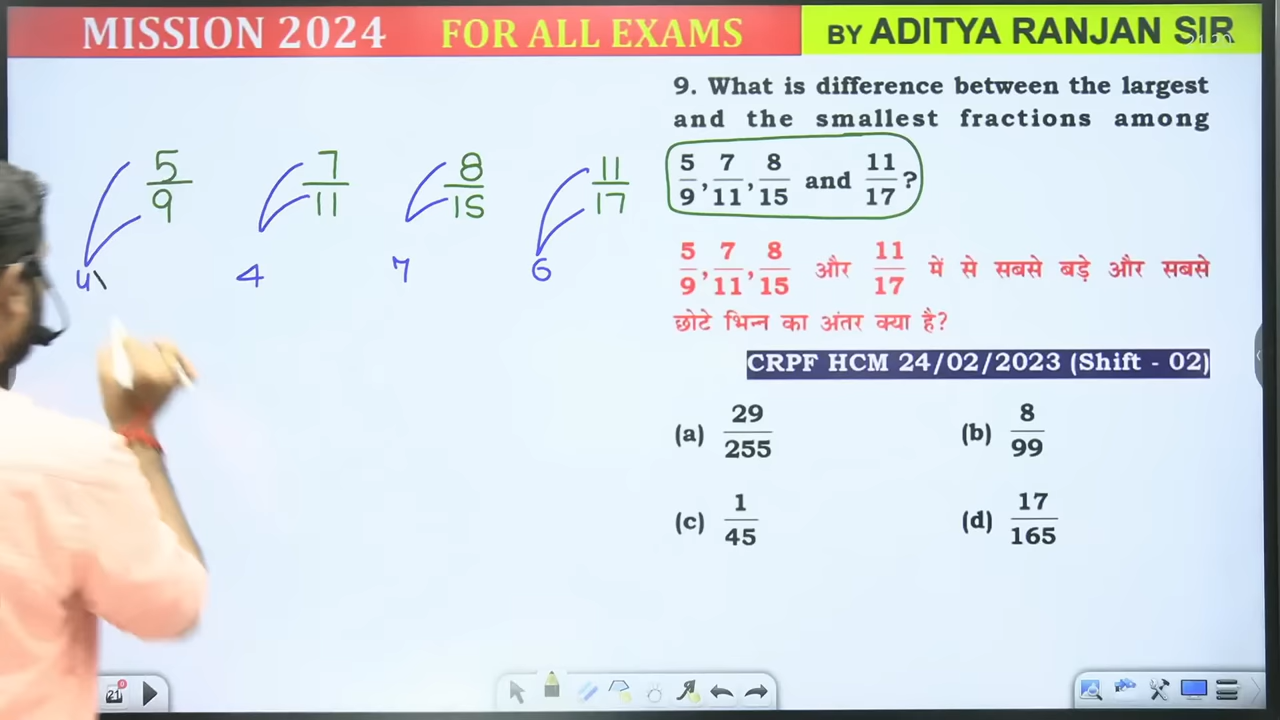 MISSION 2024 FOR ALL EXAMS BY ADITYA RANJAN SIR
5/9 7/11 8/15 11/17
4 4 7 6
9. What is difference between the largest
and the smallest fractions among
5/9, 7/11, 8/15 and 11/17?
5/9, 7/11, 8/15 और 11/17 में से सबसे बड़े और सबसे
छोटे भिन्न का अंतर क्या है?
CRPF HCM 24/02/2023 (Shift - 02)
(a) 29/255 (b) 8/99
(c) 1/45 (d) 17/165
21